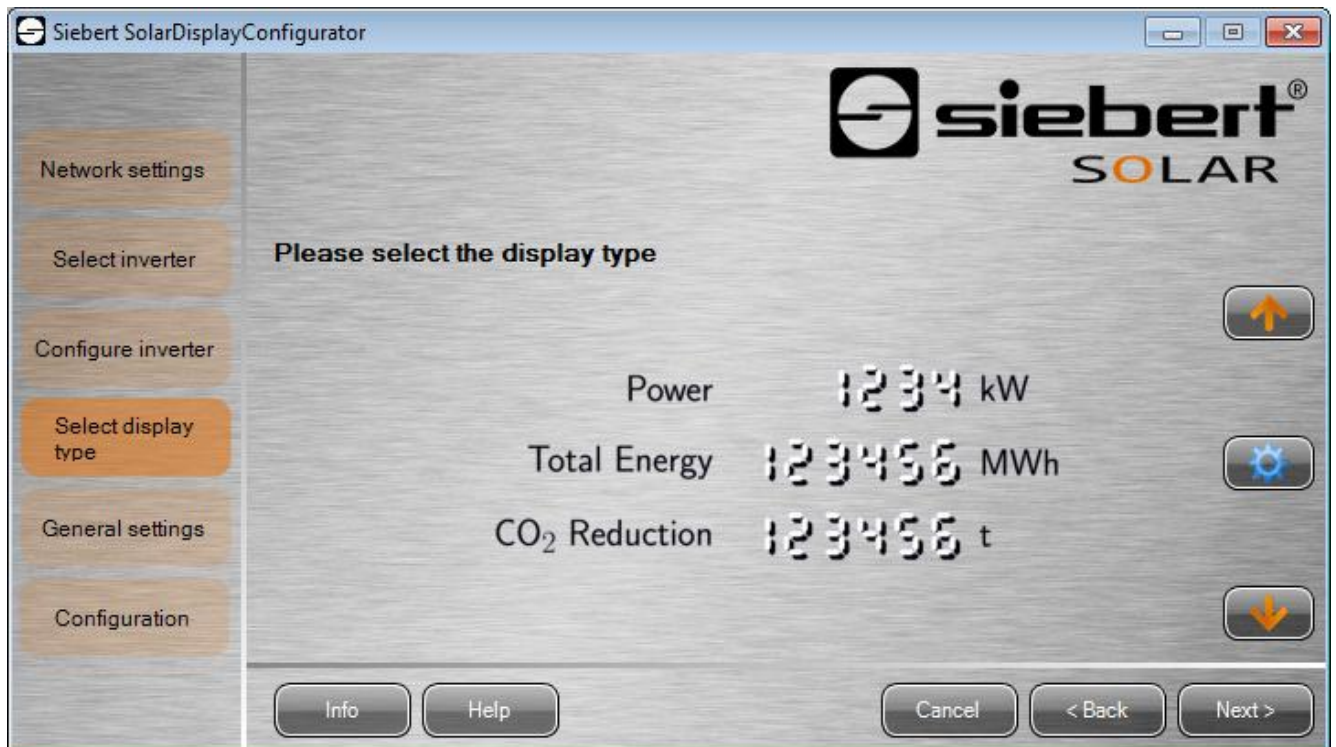 Siebert SolarDisplayConfigurator
siebert®
SOLAR
Network settings
Select inverter
Configure inverter
Select display
type
General settings
Configuration
Please select the display type
Power 1234 kW
Total Energy 123456 MWh
CO₂ Reduction 123456 t
Info Help Cancel < Back Next >